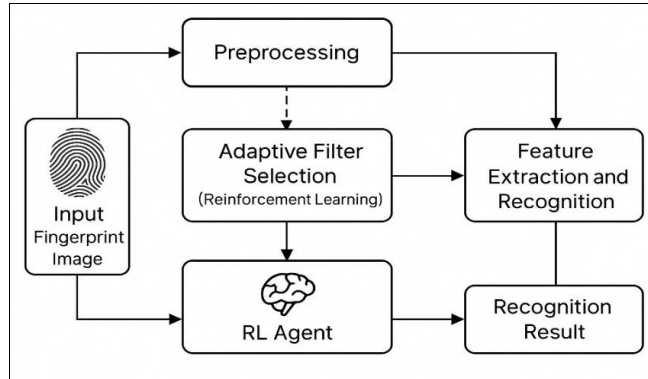 Preprocessing
Input
Fingerprint
Image
Adaptive Filter
Selection
(Reinforcement Learning)
Feature
Extraction and
Recognition
RL Agent
Recognition
Result